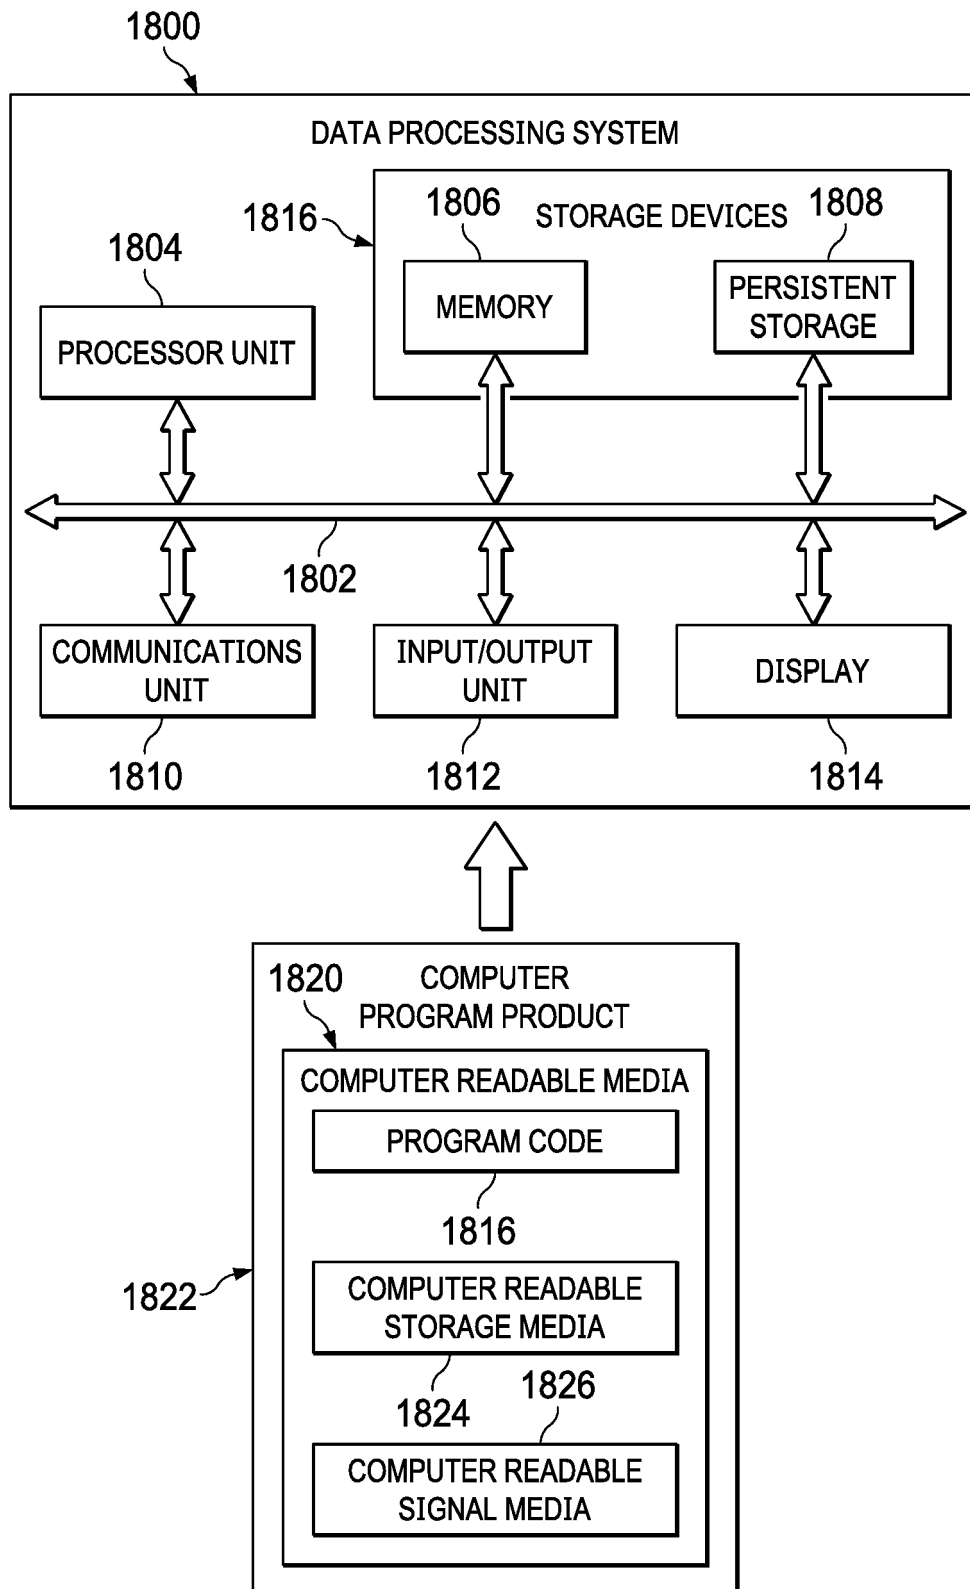 1800
DATA PROCESSING SYSTEM
1816
1806
STORAGE DEVICES
1808
1804
MEMORY
PERSISTENT
STORAGE
PROCESSOR UNIT
1802
COMMUNICATIONS
UNIT
INPUT/OUTPUT
UNIT
DISPLAY
1810
1812
1814
1820
COMPUTER
PROGRAM PRODUCT
COMPUTER READABLE MEDIA
PROGRAM CODE
1816
1822
COMPUTER READABLE
STORAGE MEDIA
1824
1826
COMPUTER READABLE
SIGNAL MEDIA